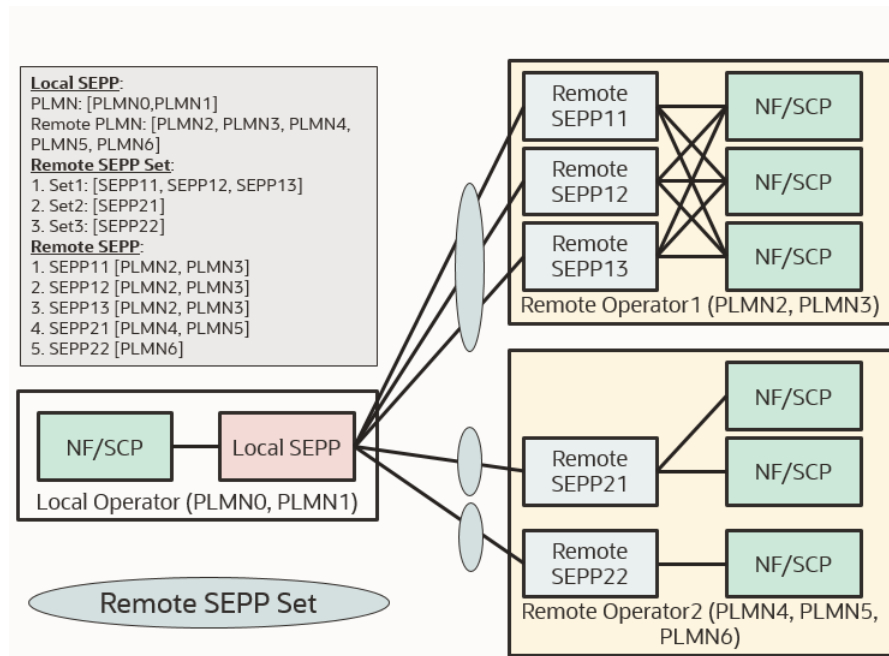 Local SEPP:
PLMN: [PLMN0,PLMN1]
Remote PLMN: [PLMN2, PLMN3, PLMN4,
PLMN5, PLMN6]
Remote SEPP Set:
1. Set1: [SEPP11, SEPP12, SEPP13]
2. Set2: [SEPP21]
3. Set3: [SEPP22]
Remote SEPP:
1. SEPP11 [PLMN2, PLMN3]
2. SEPP12 [PLMN2, PLMN3]
3. SEPP13 [PLMN2, PLMN3]
4. SEPP21 [PLMN4, PLMN5]
5. SEPP22 [PLMN6]
NF/SCP
Local SEPP
Local Operator (PLMN0, PLMN1)
Remote SEPP Set
Remote
SEPP11
NF/SCP
Remote
SEPP12
NF/SCP
Remote
SEPP13
NF/SCP
Remote Operator1 (PLMN2, PLMN3)
NF/SCP
Remote
SEPP21
NF/SCP
Remote
SEPP22
NF/SCP
Remote Operator2 (PLMN4, PLMN5,
PLMN6)